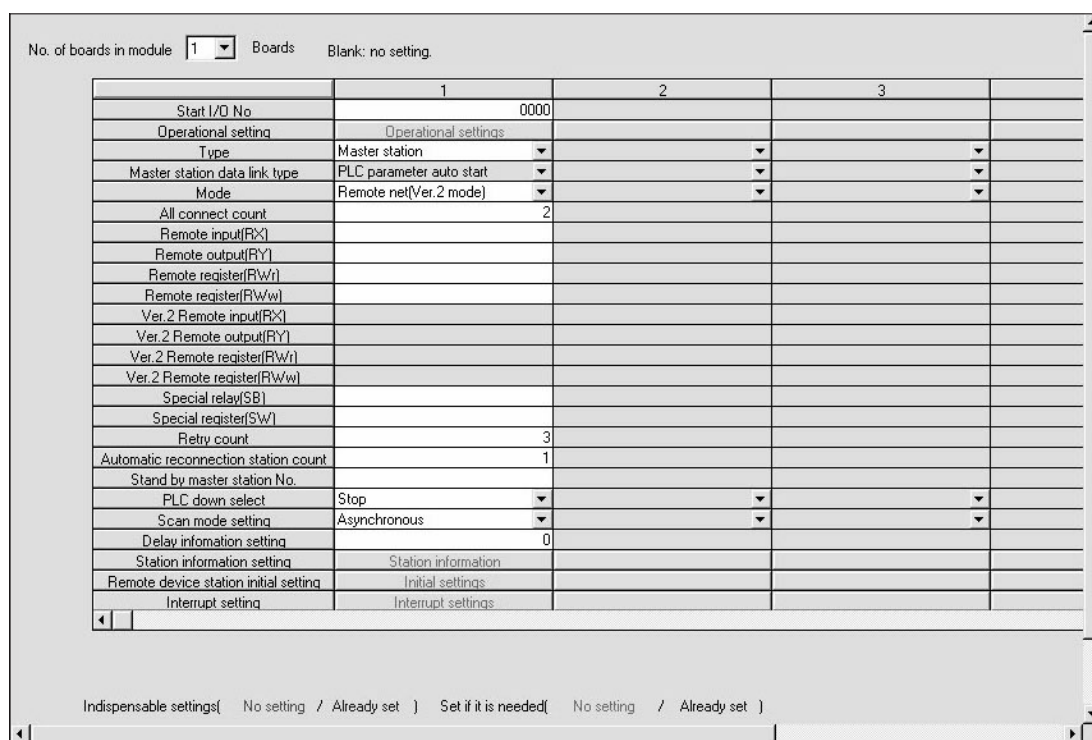 No. of boards in module 1 Boards Blank: no setting.
1 2 3
Start I/O No 0000
Operational setting Operational settings
Type Master station
Master station data link type PLC parameter auto start
Mode Remote net(Ver.2 mode)
All connect count 2
Remote input(RX)
Remote output(RY)
Remote register(RWr)
Remote register(RWw)
Ver.2 Remote input(RX)
Ver.2 Remote output(RY)
Ver.2 Remote register(RWr)
Ver.2 Remote register(RWw)
Special relay(SB)
Special register(SW)
Retry count 3
Automatic reconnection station count 1
Stand by master station No.
PLC down select Stop
Scan mode setting Asynchronous
Delay infomation setting 0
Station information setting Station information
Remote device station initial setting Initial settings
Interrupt setting Interrupt settings
Indispensable settings( No setting / Already set ) Set if it is needed( No setting / Already set )